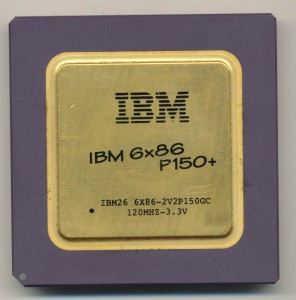 IBM
IBM 6x86
P150+
IBM26 6X86-2V2P150GC
120MHZ-3.3V